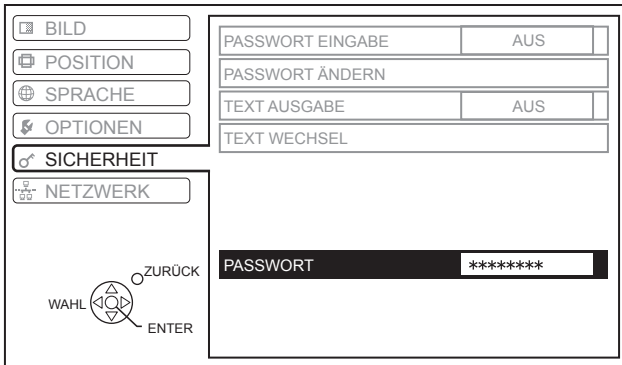 BILD
POSITION
SPRACHE
OPTIONEN
SICHERHEIT
NETZWERK
ZURÜCK
WAHL
ENTER
PASSWORT EINGABE AUS
PASSWORT ÄNDERN
TEXT AUSGABE AUS
TEXT WECHSEL
PASSWORT ********